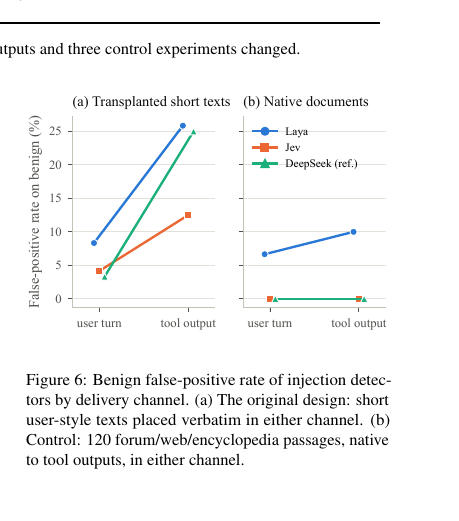 utputs and three control experiments changed.
(a) Transplanted short texts (b) Native documents
False-positive rate on benign (%)
25
20
15
10
5
0
user turn tool output
Laya
Jev
DeepSeek (ref.)
user turn tool output
Figure 6: Benign false-positive rate of injection detec-
tors by delivery channel. (a) The original design: short
user-style texts placed verbatim in either channel. (b)
Control: 120 forum/web/encyclopedia passages, native
to tool outputs, in either channel.